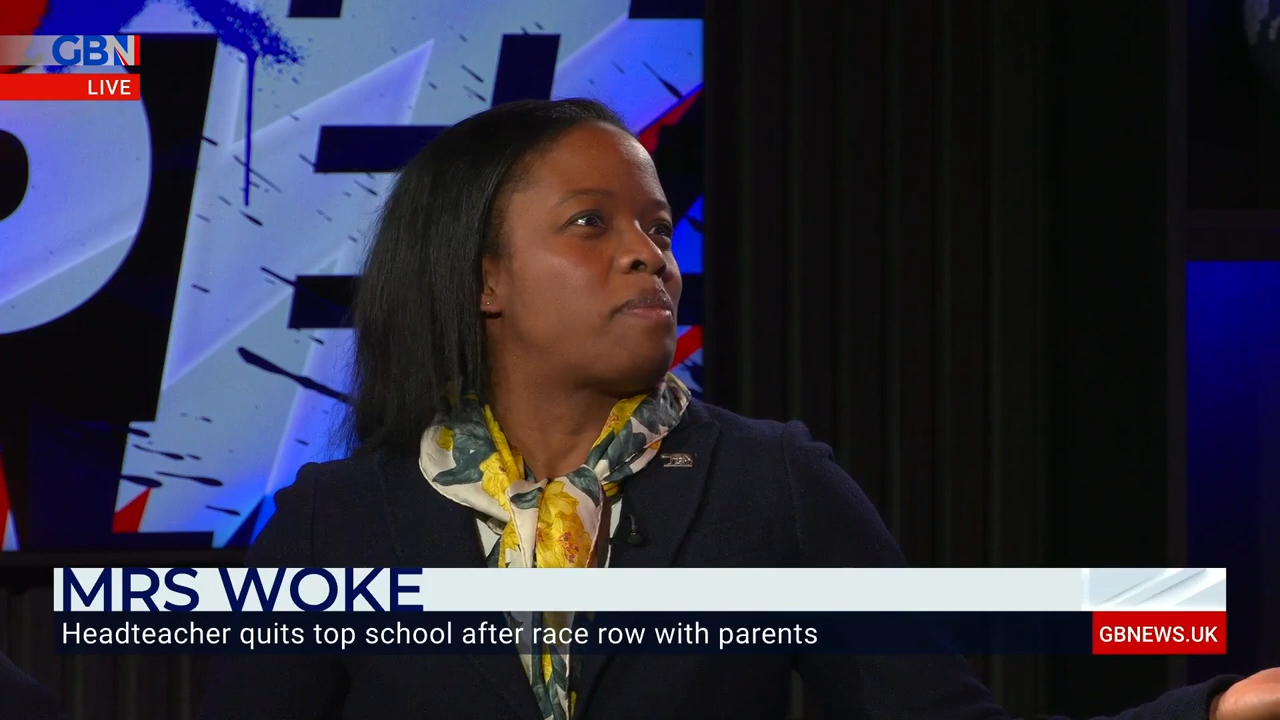 GBN
LIVE
MRS WOKE
Headteacher quits top school after race row with parents
GBNEWS.UK